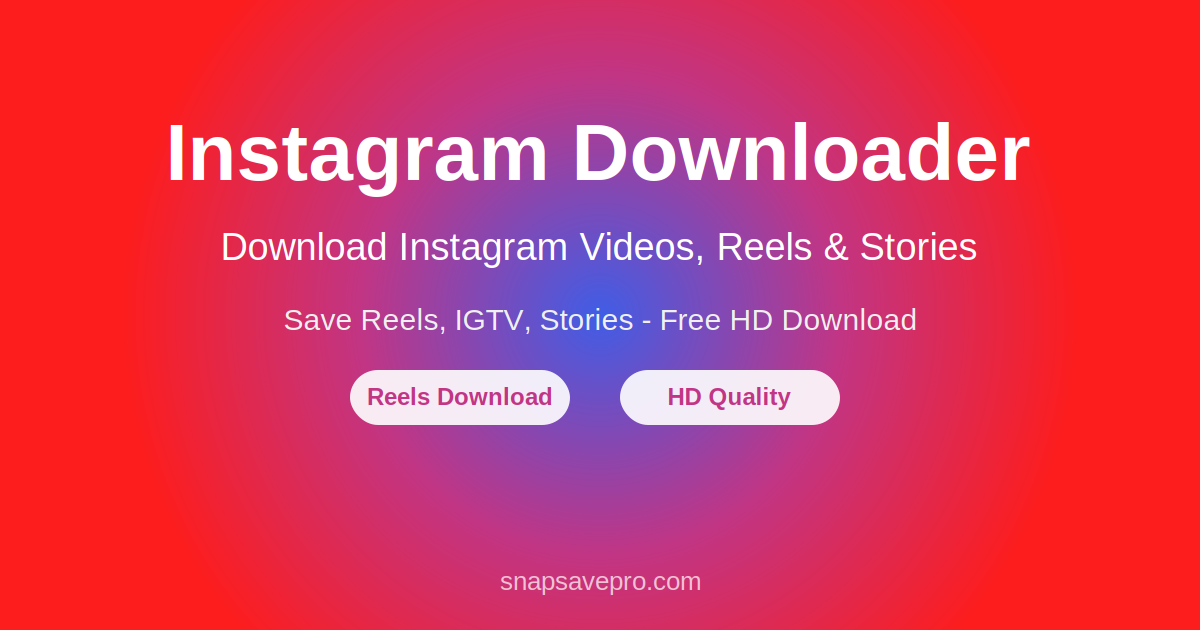 Instagram Downloader
Download Instagram Videos, Reels & Stories
Save Reels, IGTV, Stories - Free HD Download
Reels Download
HD Quality
snapsavepro.com